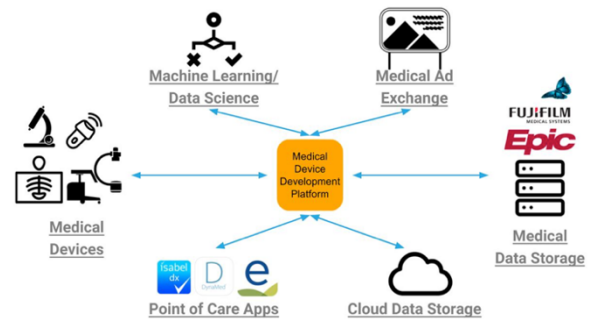 Machine Learning/
Data Science
Medical Ad
Exchange
FUJIFILM
MEDICAL SYSTEMS
Epic
Medical
Device
Development
Platform
Medical
Devices
Medical
Data Storage
isabel
dx
D
DynaMed
e
Point of Care Apps
Cloud Data Storage